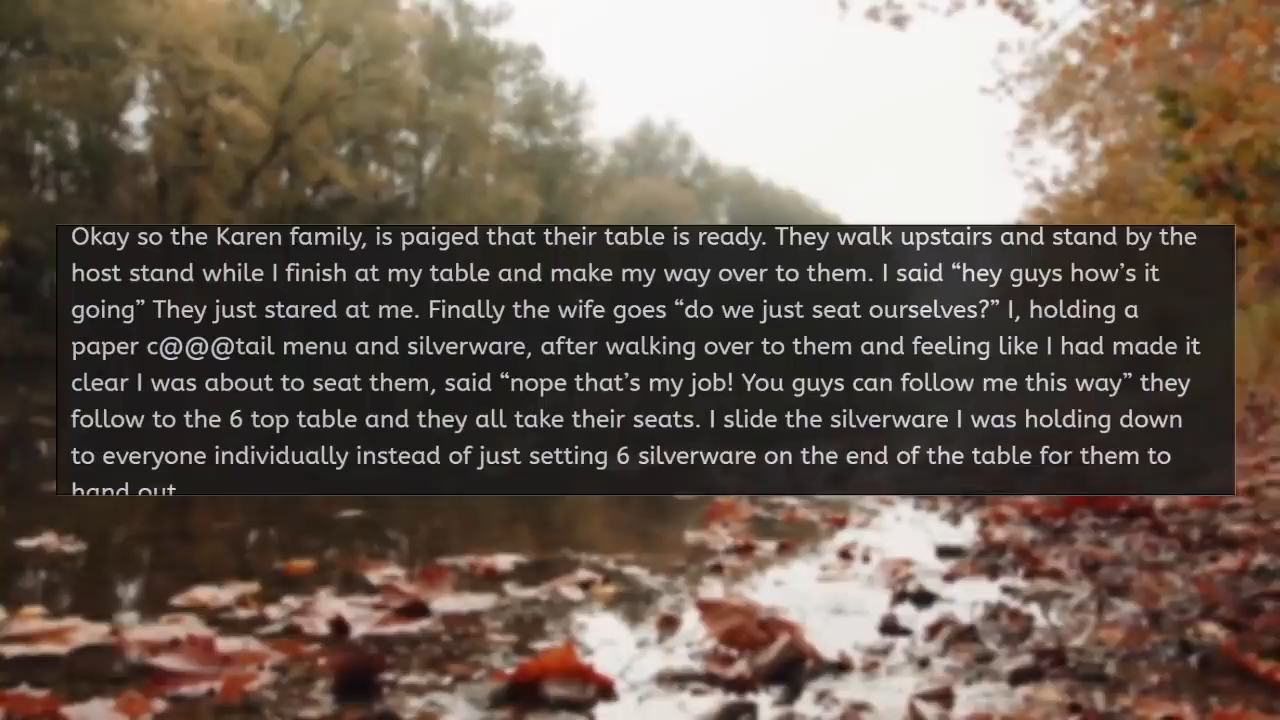 Okay so the Karen family, is paiged that their table is ready. They walk upstairs and stand by the
host stand while I finish at my table and make my way over to them. I said “hey guys how’s it
going” They just stared at me. Finally the wife goes “do we just seat ourselves?” I, holding a
paper c@@@tail menu and silverware, after walking over to them and feeling like I had made it
clear I was about to seat them, said “nope that’s my job! You guys can follow me this way” they
follow to the 6 top table and they all take their seats. I slide the silverware I was holding down
to everyone individually instead of just setting 6 silverware on the end of the table for them to
hand out